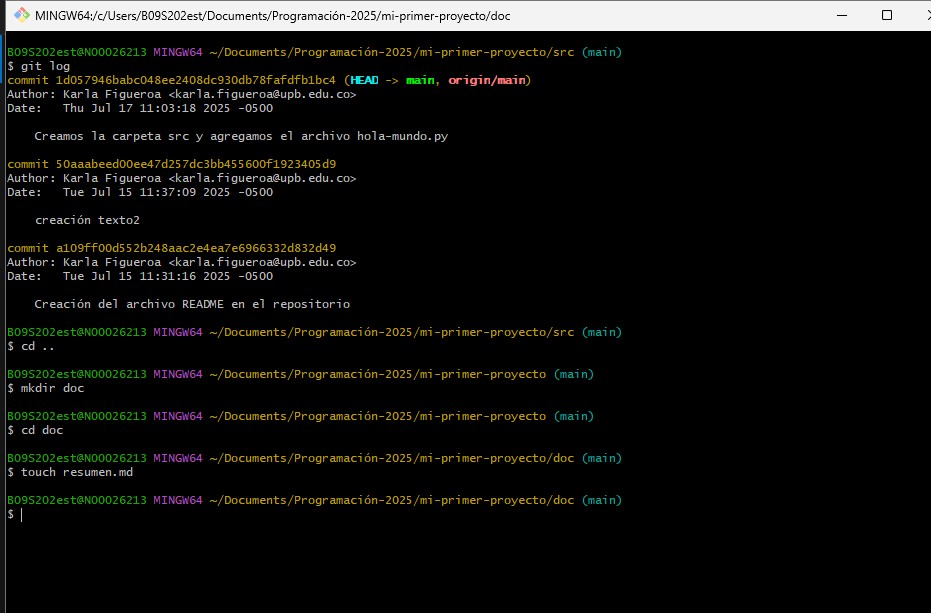 MINGW64:/c/Users/B09S202est/Documents/Programación-2025/mi-primer-proyecto/doc
B09S202est@N00026213 MINGW64 ~/Documents/Programación-2025/mi-primer-proyecto/src (main)
$ git log
commit 1d057946babc048ee2408dc930db78fafdfb1bc4 (HEAD -> main, origin/main)
Author: Karla Figueroa <karla.figueroa@upb.edu.co>
Date:   Thu Jul 17 11:03:18 2025 -0500
    Creamos la carpeta src y agregamos el archivo hola-mundo.py
commit 50aaabeed00ee47d257dc3bb455600f1923405d9
Author: Karla Figueroa <karla.figueroa@upb.edu.co>
Date:   Tue Jul 15 11:37:09 2025 -0500
    creación texto2
commit a109ff00d552b248aac2e4ea7e6966332d832d49
Author: Karla Figueroa <karla.figueroa@upb.edu.co>
Date:   Tue Jul 15 11:31:16 2025 -0500
    Creación del archivo README en el repositorio
B09S202est@N00026213 MINGW64 ~/Documents/Programación-2025/mi-primer-proyecto/src (main)
$ cd ..
B09S202est@N00026213 MINGW64 ~/Documents/Programación-2025/mi-primer-proyecto (main)
$ mkdir doc
B09S202est@N00026213 MINGW64 ~/Documents/Programación-2025/mi-primer-proyecto (main)
$ cd doc
B09S202est@N00026213 MINGW64 ~/Documents/Programación-2025/mi-primer-proyecto/doc (main)
$ touch resumen.md
B09S202est@N00026213 MINGW64 ~/Documents/Programación-2025/mi-primer-proyecto/doc (main)
$